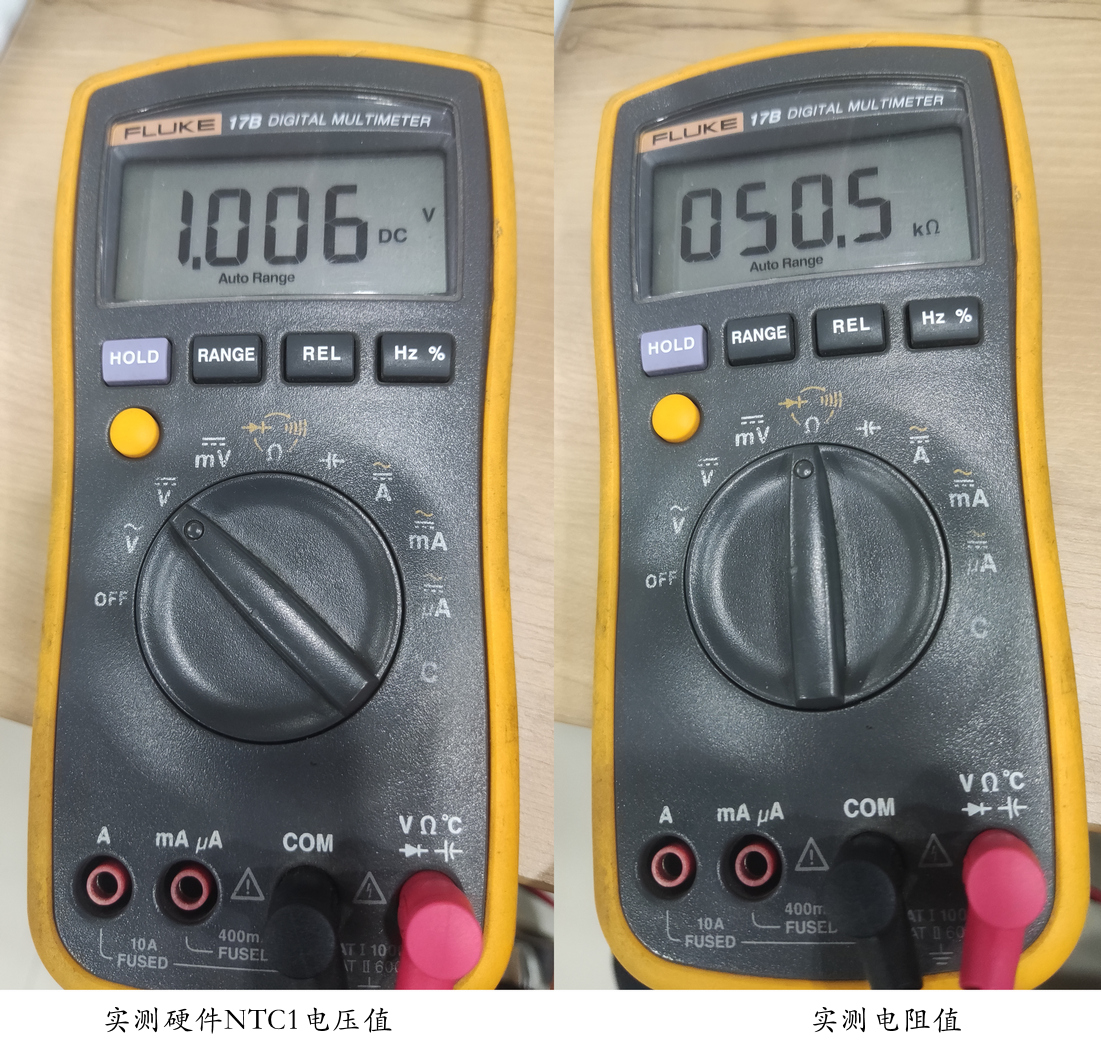 FLUKE 17B DIGITAL MULTIMETER
1.006 DC V
Auto Range
HOLD RANGE REL Hz %
mV Ω
V A
V mA
OFF μA
C
A mA μA COM V Ω °C
10A FUSED
400m
FUSE
FLUKE 17B DIGITAL MULTIMETER
050.5 kΩ
Auto Range
HOLD RANGE REL Hz %
mV Ω
V A
V mA
OFF μA
C
A mA μA COM V Ω °C
10A FUSED
400m
FUSE
实测硬件NTC1电压值
实测电阻值